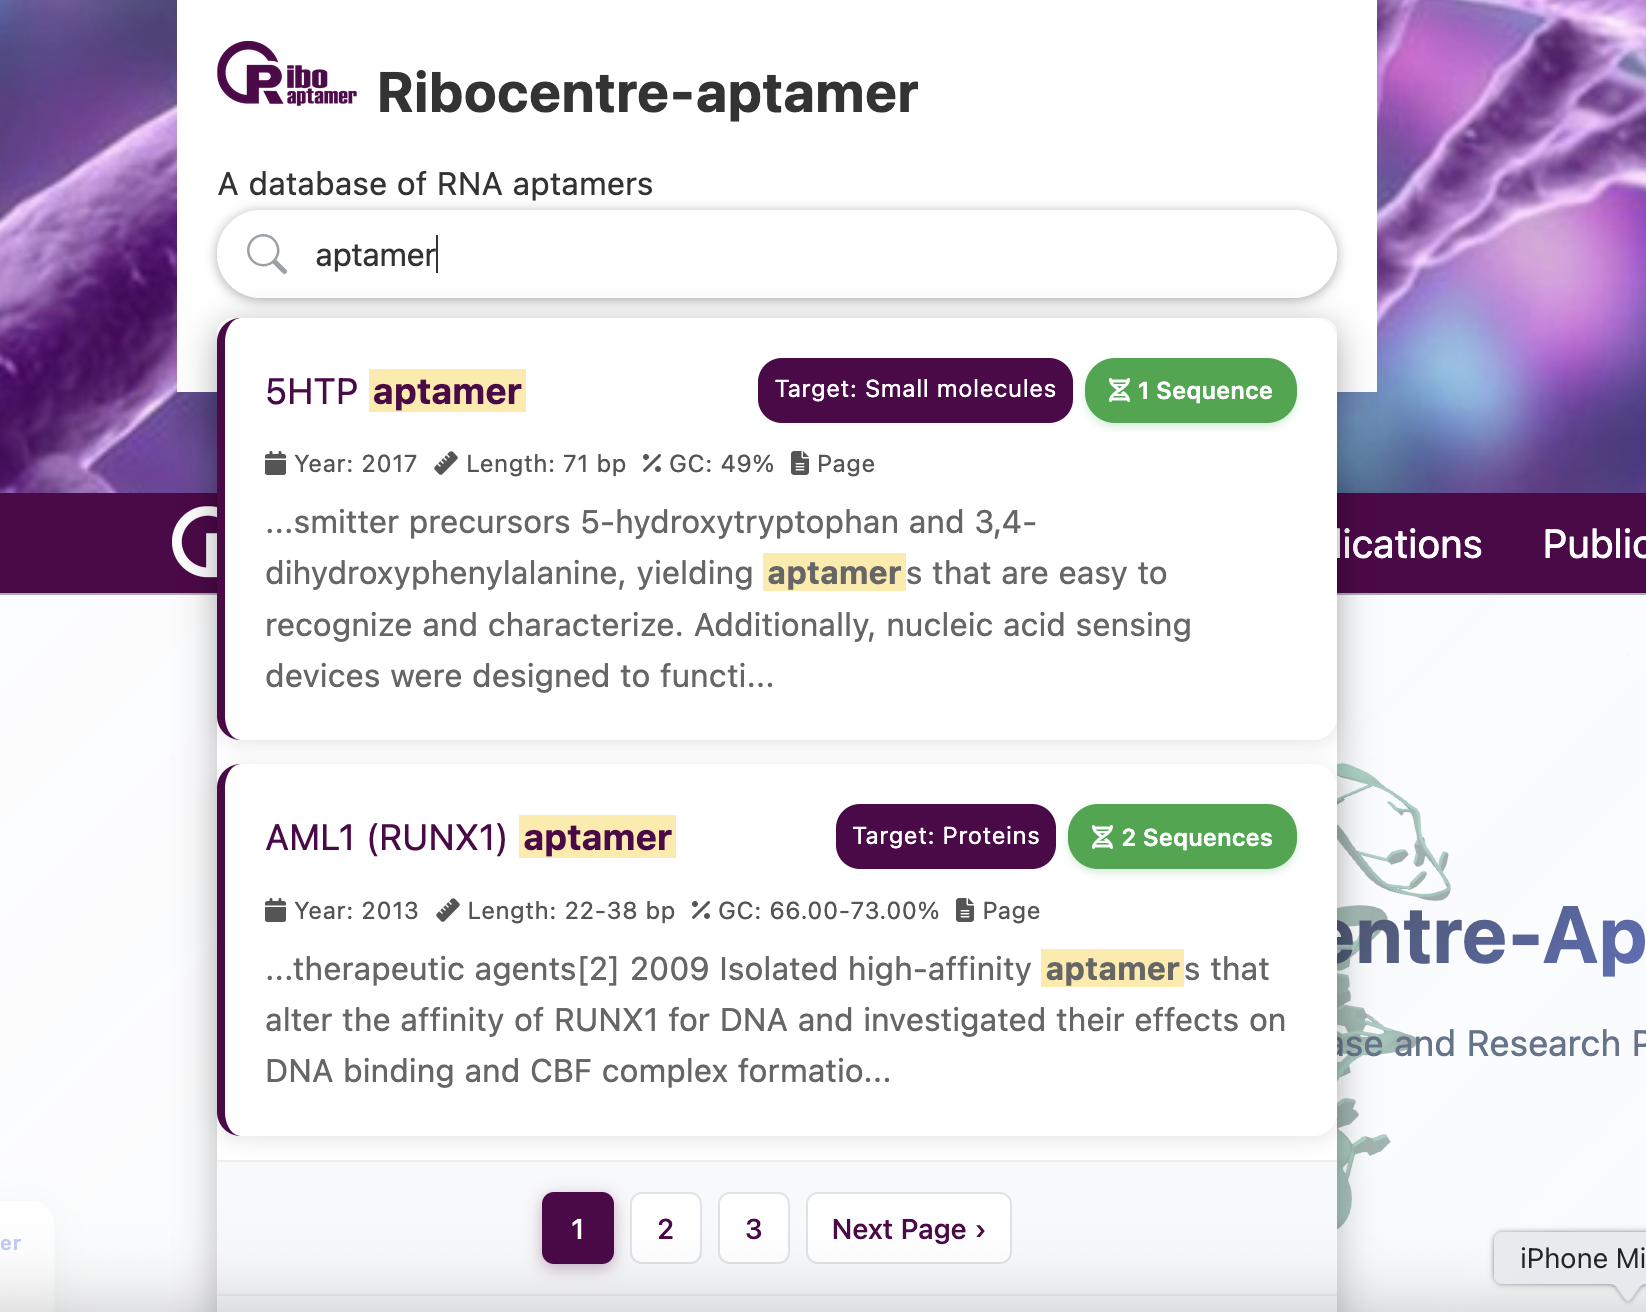 Ribo
aptamer
Ribocentre-aptamer
A database of RNA aptamers
aptamer
5HTP aptamer
Target: Small molecules
1 Sequence
Year: 2017 Length: 71 bp GC: 49% Page
...smitter precursors 5-hydroxytryptophan and 3,4-
dihydroxyphenylalanine, yielding aptamers that are easy to
recognize and characterize. Additionally, nucleic acid sensing
devices were designed to functi...
lications
Public
AML1 (RUNX1) aptamer
Target: Proteins
2 Sequences
Year: 2013 Length: 22-38 bp GC: 66.00-73.00% Page
...therapeutic agents[2] 2009 Isolated high-affinity aptamers that
alter the affinity of RUNX1 for DNA and investigated their effects on
DNA binding and CBF complex formatio...
entre-Ap
ase and Research P
1 2 3 Next Page ›
er
iPhone Mi